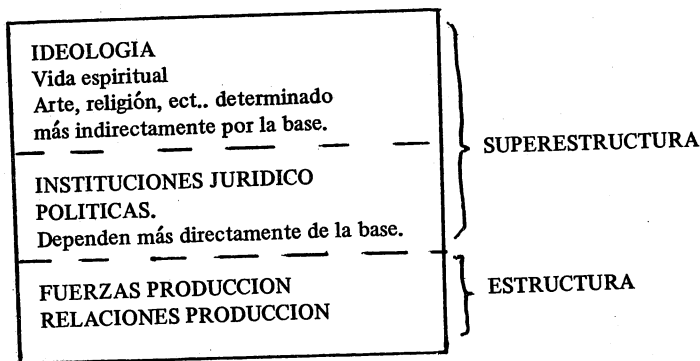 IDEOLOGIA
Vida espiritual
Arte, religión, ect.. determinado
más indirectamente por la base.
SUPERESTRUCTURA
INSTITUCIONES JURIDICO
POLITICAS.
Dependen más directamente de la base.
FUERZAS PRODUCCION
ESTRUCTURA
RELACIONES PRODUCCION